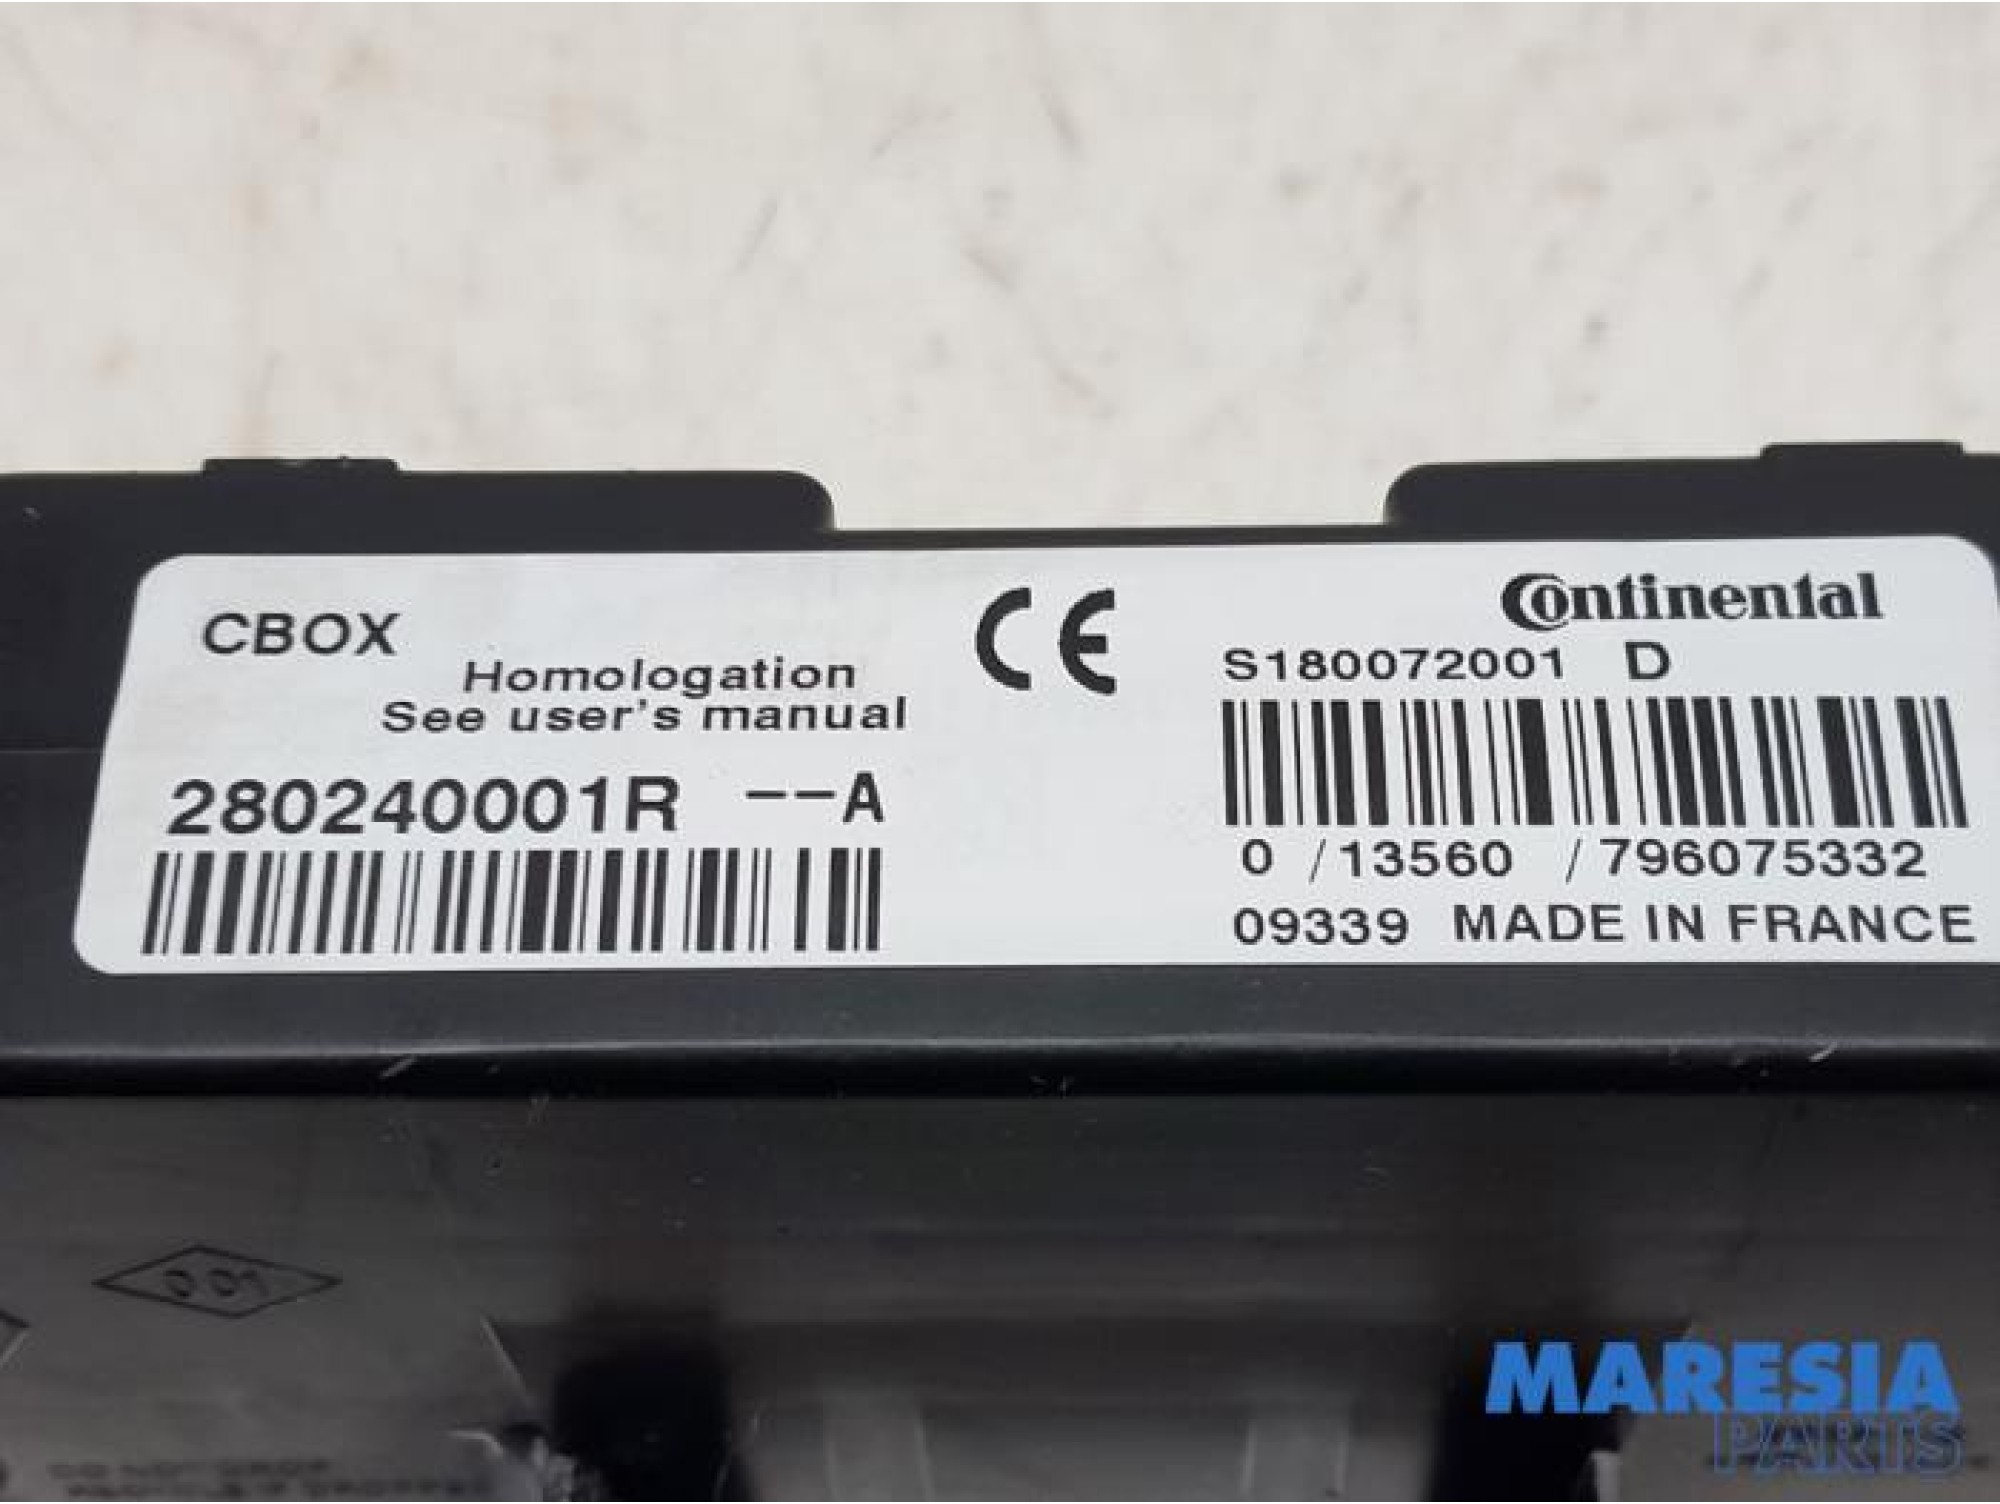 CBOX
Homologation
See user's manual
280240001R --A
CE
Continental
S180072001 D
0 /13560 /796075332
09339 MADE IN FRANCE
MARESIA
PARTS